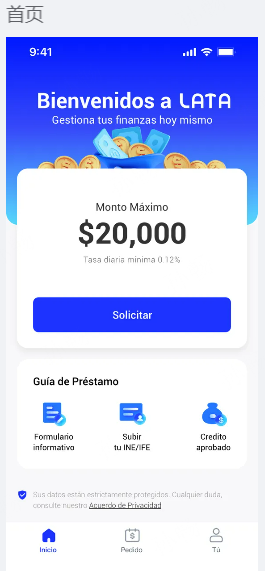 首页
9:41
Bienvenidos a LATA
Gestiona tus finanzas hoy mismo
Monto Máximo
$20,000
Tasa diaria mínima 0.12%
Solicitar
Guía de Préstamo
Formulario
informativo
Subir
tu INE/IFE
Credito
aprobado
Sus datos están estrictamente protegidos. Cualquier duda,
consulte nuestro Acuerdo de Privacidad
Inicio
Pedido
Tú